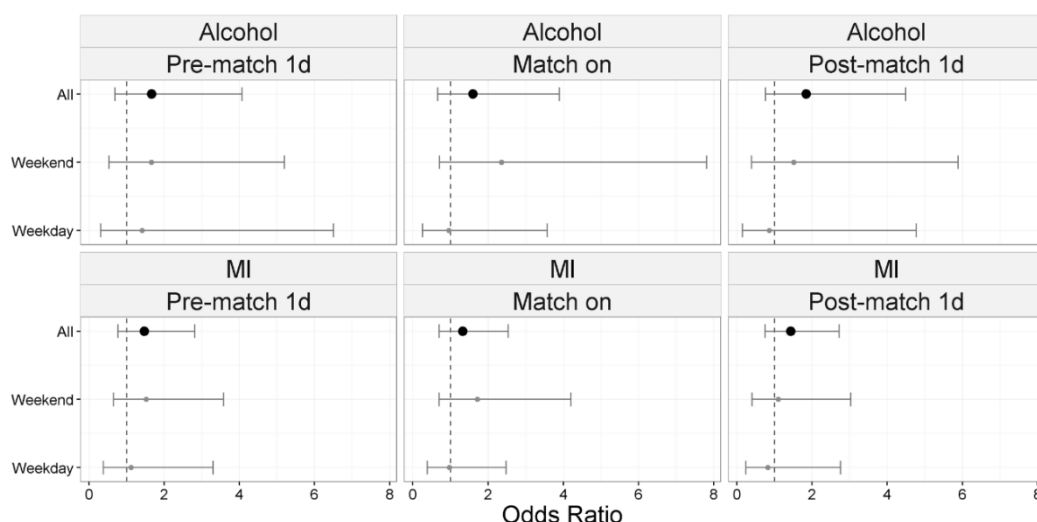 Alcohol Alcohol Alcohol
Pre-match 1d Match on Post-match 1d
All
Weekend
Weekday
MI MI MI
Pre-match 1d Match on Post-match 1d
All
Weekend
Weekday
0 2 4 6 8 0 2 4 6 8 0 2 4 6 8
Odds Ratio